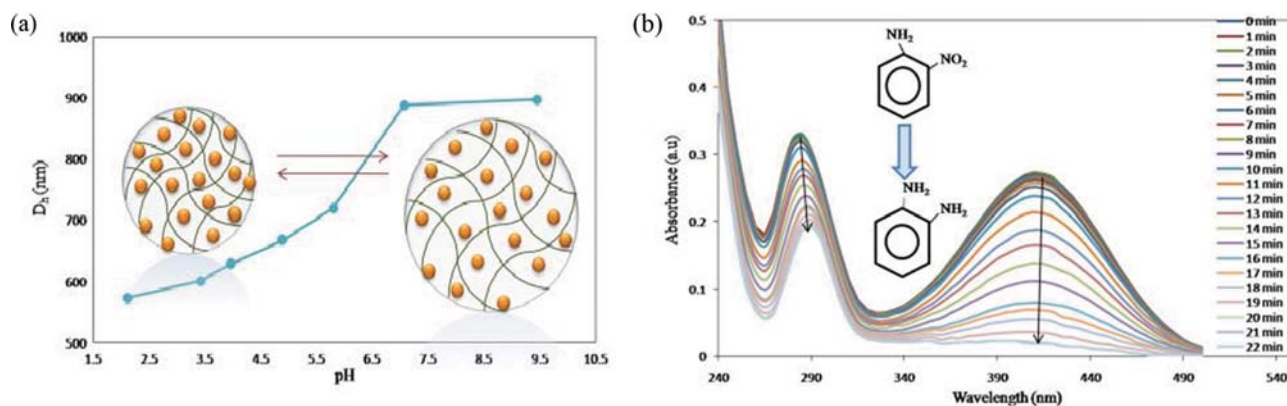 (a)
1000
900
800
700
600
500
Dh (nm)
1.5 2.5 3.5 4.5 5.5 6.5 7.5 8.5 9.5 10.5
pH
(b)
0.5
0.4
0.3
0.2
0.1
0
Absorbance (a.u)
240 290 340 390 440 490 540
Wavelength (nm)
NH2
NO2
NH2
NH2
0 min
1 min
2 min
3 min
4 min
5 min
6 min
7 min
8 min
9 min
10 min
11 min
12 min
13 min
14 min
15 min
16 min
17 min
18 min
19 min
20 min
21 min
22 min